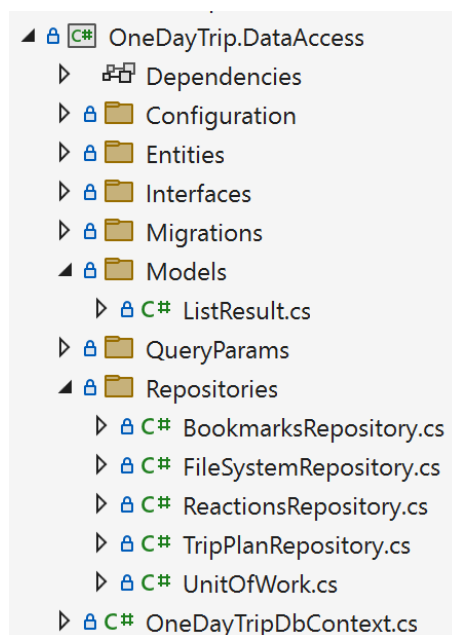 C# OneDayTrip.DataAccess
Dependencies
Configuration
Entities
Interfaces
Migrations
Models
C# ListResult.cs
QueryParams
Repositories
C# BookmarksRepository.cs
C# FileSystemRepository.cs
C# ReactionsRepository.cs
C# TripPlanRepository.cs
C# UnitOfWork.cs
C# OneDayTripDbContext.cs